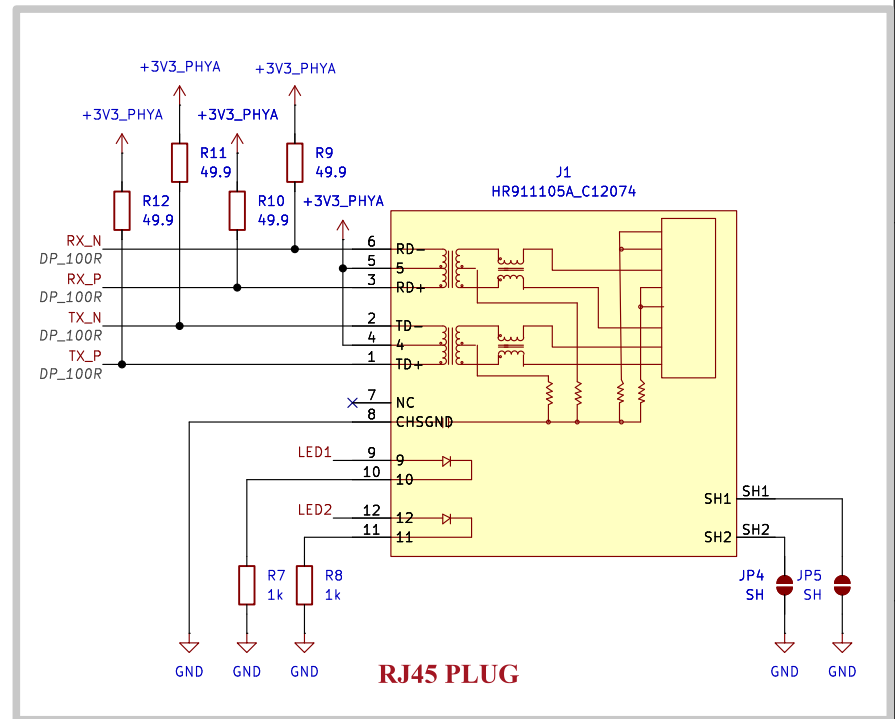 +3V3_PHYA
+3V3_PHYA
+3V3_PHYA
+3V3_PHYA
R11
49.9
R9
49.9
R12
49.9
R10
49.9
+3V3_PHYA
J1
HR911105A_C12074
RX_N
DP_100R
RX_P
DP_100R
TX_N
DP_100R
TX_P
DP_100R
6 RD-
5 5
3 RD+
2 TD-
4 4
1 TD+
7 NC
8 CHSGND
LED1 9 9
10 10
LED2 12 12
11 11
SH1 SH1
SH2 SH2
R7
1k
R8
1k
JP4
SH
JP5
SH
GND
GND
GND
GND
GND
RJ45 PLUG